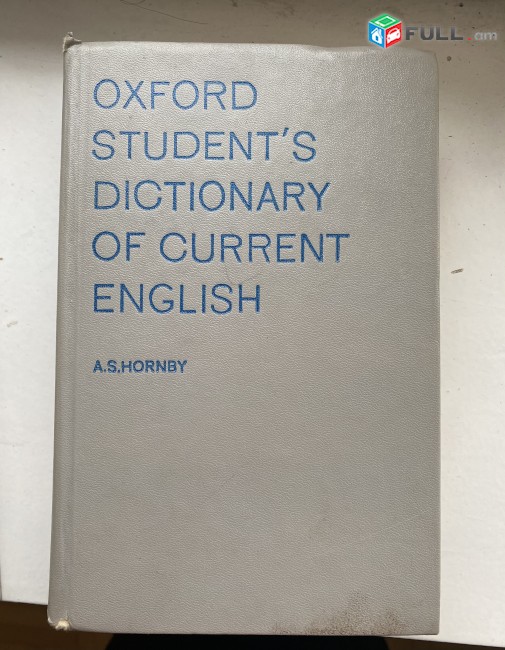 FULL.am
OXFORD
STUDENT'S
DICTIONARY
OF CURRENT
ENGLISH
A.S.HORNBY